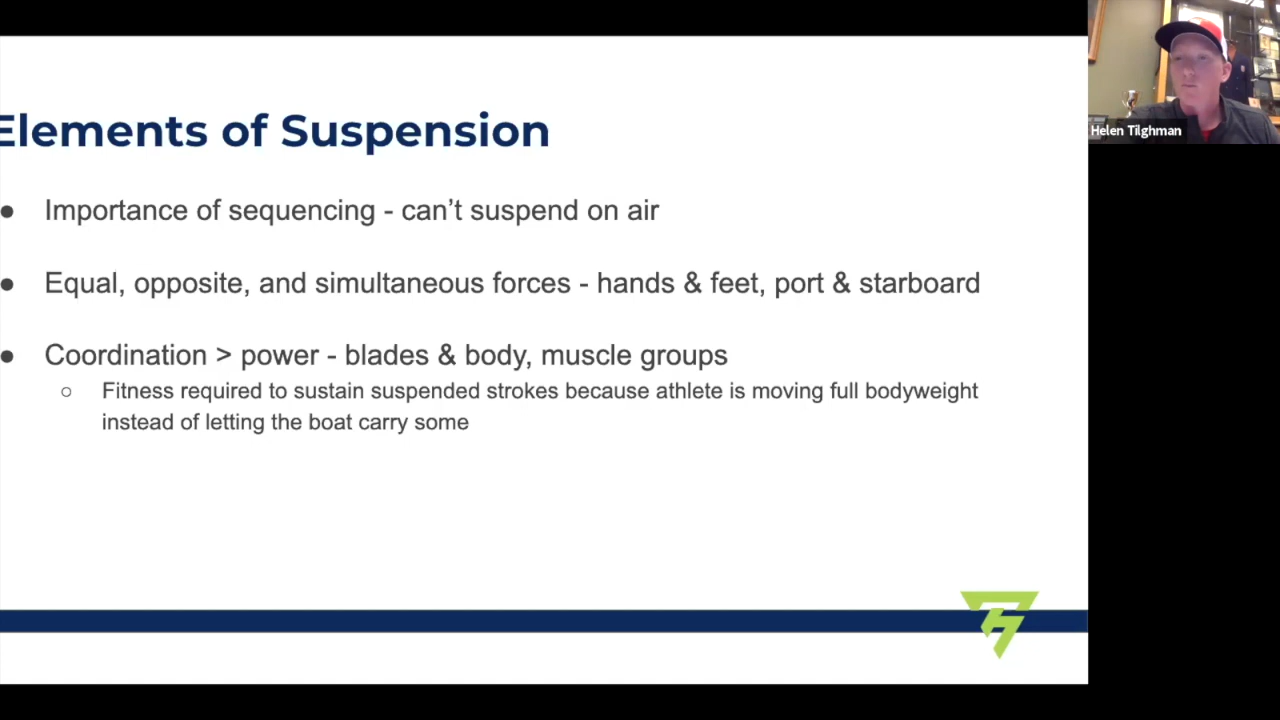 Elements of Suspension
● Importance of sequencing - can’t suspend on air
● Equal, opposite, and simultaneous forces - hands & feet, port & starboard
● Coordination > power - blades & body, muscle groups
○ Fitness required to sustain suspended strokes because athlete is moving full bodyweight
instead of letting the boat carry some
Helen Tilghman